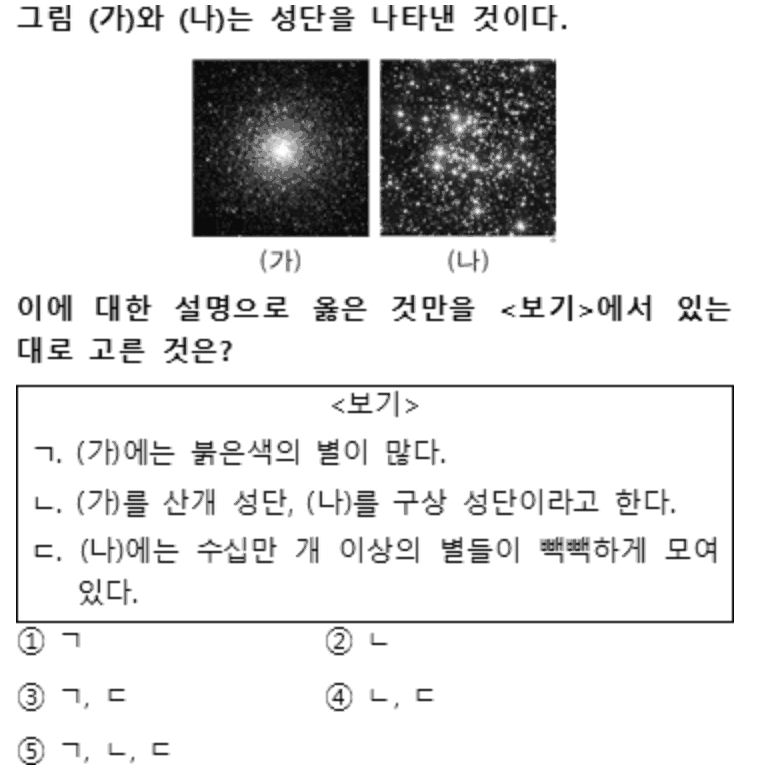 그림 (가)와 (나)는 성단을 나타낸 것이다.
(가) (나)
이에 대한 설명으로 옳은 것만을 <보기>에서 있는
대로 고른 것은?
<보기>
ㄱ. (가)에는 붉은색의 별이 많다.
ㄴ. (가)를 산개 성단, (나)를 구상 성단이라고 한다.
ㄷ. (나)에는 수십만 개 이상의 별들이 빽빽하게 모여
있다.
① ㄱ ② ㄴ
③ ㄱ, ㄷ ④ ㄴ, ㄷ
⑤ ㄱ, ㄴ, ㄷ